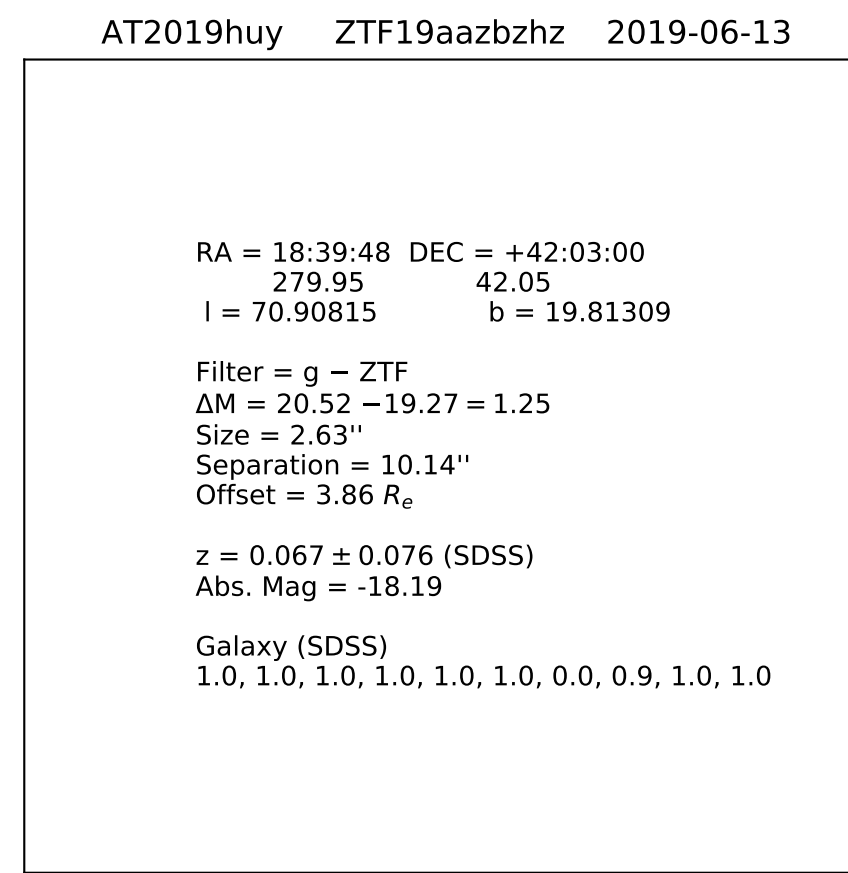 AT2019huy ZTF19aazbzhz 2019-06-13
RA = 18:39:48 DEC = +42:03:00
279.95 42.05
l = 70.90815 b = 19.81309
Filter = g − ZTF
ΔM = 20.52 −19.27 = 1.25
Size = 2.63''
Separation = 10.14''
Offset = 3.86 Re
z = 0.067 ± 0.076 (SDSS)
Abs. Mag = -18.19
Galaxy (SDSS)
1.0, 1.0, 1.0, 1.0, 1.0, 1.0, 0.0, 0.9, 1.0, 1.0